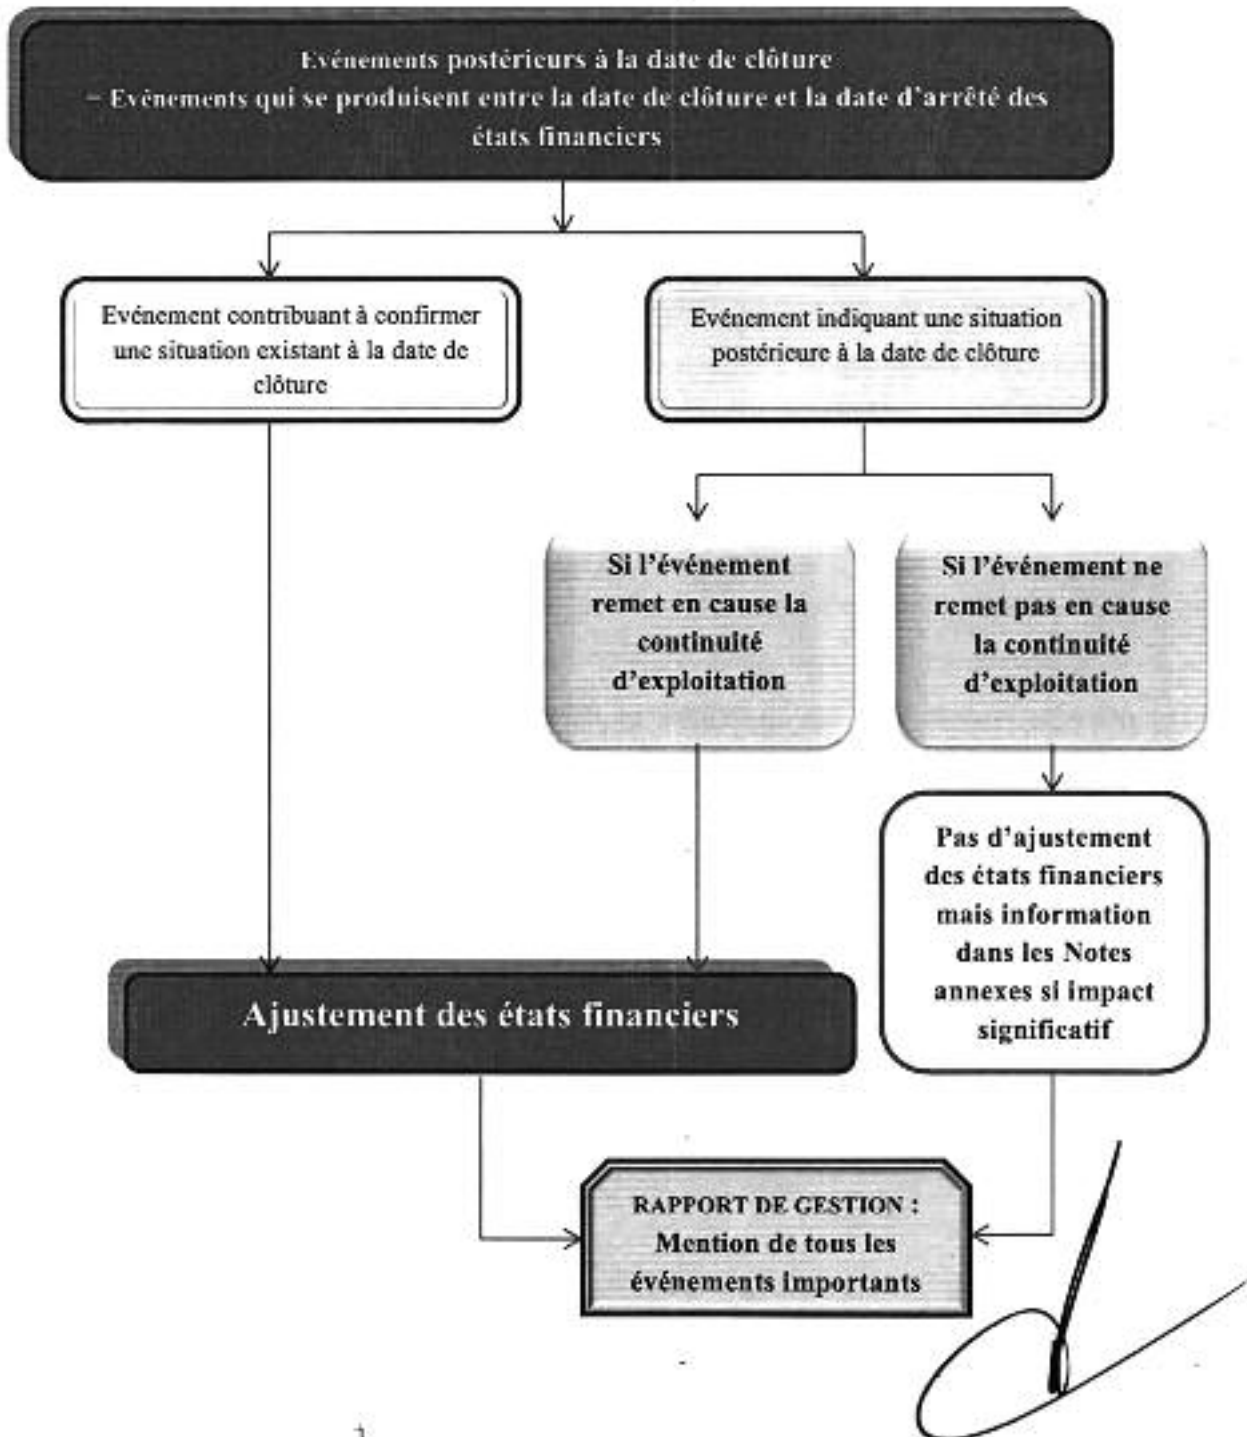 Evénements postérieurs à la date de clôture
= Evénements qui se produisent entre la date de clôture et la date d'arrêté des
états financiers
Evénement contribuant à confirmer
une situation existant à la date de
clôture
Evénement indiquant une situation
postérieure à la date de clôture
Si l'événement
remet en cause la
continuité
d'exploitation
Si l'événement ne
remet pas en cause
la continuité
d'exploitation
Pas d'ajustement
des états financiers
mais information
dans les Notes
annexes si impact
significatif
Ajustement des états financiers
RAPPORT DE GESTION :
Mention de tous les
événements importants